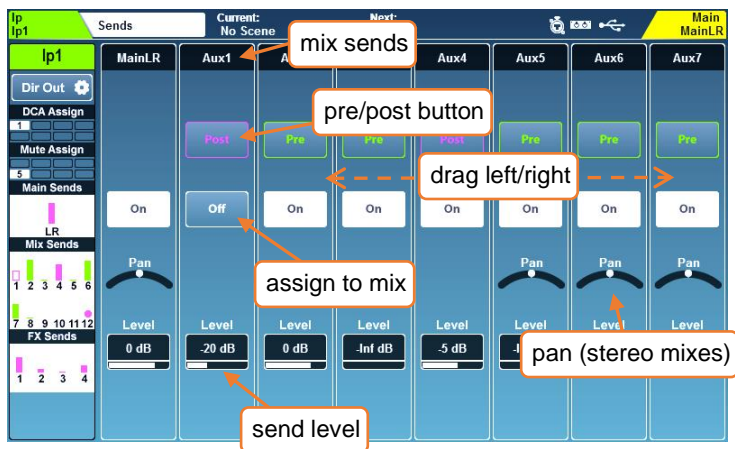 Ip
Ip1
Sends
Current:
No Scene
Next:
Main
MainLR
mix sends
Ip1
MainLR
Aux1
Aux4
Aux5
Aux6
Aux7
Dir Out
DCA Assign
1
Mute Assign
5
Main Sends
LR
Mix Sends
1 2 3 4 5 6
7 8 9 10 11 12
FX Sends
1 2 3 4
pre/post button
Post
Pre
Pre
Post
Pre
Pre
Pre
drag left/right
On
Off
On
On
On
On
On
On
assign to mix
Pan
Pan
Pan
Pan
pan (stereo mixes)
Level
Level
Level
Level
Level
Level
Level
Level
0 dB
-20 dB
0 dB
-Inf dB
-5 dB
send level